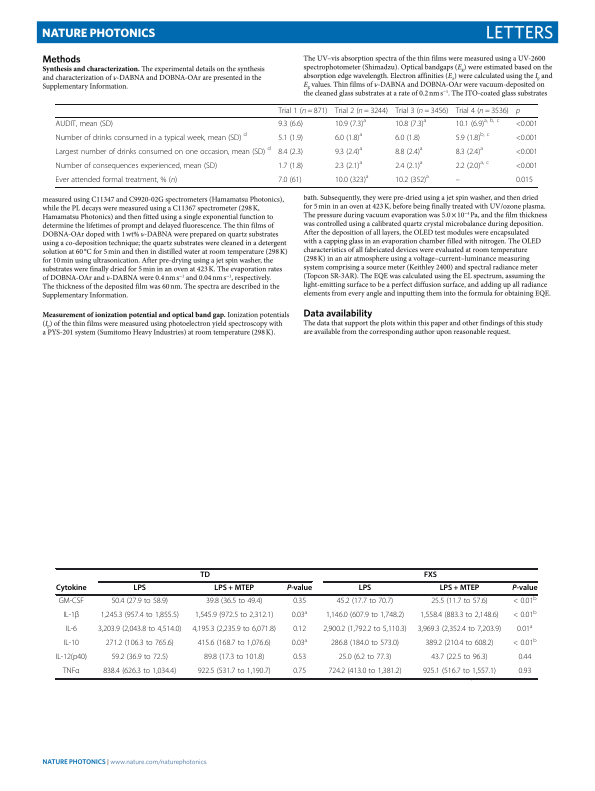 NATURE PHOTONICS
LETTERS
Methods
Synthesis and characterization. The experimental details on the synthesis
and characterization of ν-DABNA and DOBNA-OAr are presented in the
Supplementary Information.
The UV–vis absorption spectra of the thin films were measured using a UV-2600
spectrophotometer (Shimadzu). Optical bandgaps (Eg) were estimated based on the
absorption edge wavelength. Electron affinities (Ea) were calculated using the Ip and
Eg values. Thin films of ν-DABNA and DOBNA-OAr were vacuum-deposited on
the cleaned glass substrates at a rate of 0.2 nm s⁻¹. The ITO-coated glass substrates
Trial 1 (n = 871) Trial 2 (n = 3244) Trial 3 (n = 3456) Trial 4 (n = 3536) p
AUDIT, mean (SD) 9.3 (6.6) 10.9 (7.3)a 10.8 (7.3)a 10.1 (6.9)a, b, c <0.001
Number of drinks consumed in a typical week, mean (SD) d 5.1 (1.9) 6.0 (1.8)a 6.0 (1.8) 5.9 (1.8)b, c <0.001
Largest number of drinks consumed on one occasion, mean (SD) d 8.4 (2.3) 9.3 (2.4)a 8.8 (2.4)a 8.3 (2.4)a <0.001
Number of consequences experienced, mean (SD) 1.7 (1.8) 2.3 (2.1)a 2.4 (2.1)a 2.2 (2.0)a, c <0.001
Ever attended formal treatment, % (n) 7.0 (61) 10.0 (323)a 10.2 (352)a – 0.015
measured using C11347 and C9920-02G spectrometers (Hamamatsu Photonics),
while the PL decays were measured using a C11367 spectrometer (298 K,
Hamamatsu Photonics) and then fitted using a single exponential function to
determine the lifetimes of prompt and delayed fluorescence. The thin films of
DOBNA-OAr doped with 1 wt% ν-DABNA were prepared on quartz substrates
using a co-deposition technique; the quartz substrates were cleaned in a detergent
solution at 60 °C for 5 min and then in distilled water at room temperature (298 K)
for 10 min using ultrasonication. After pre-drying using a jet spin washer, the
substrates were finally dried for 5 min in an oven at 423 K. The evaporation rates
of DOBNA-OAr and ν-DABNA were 0.4 nm s⁻¹ and 0.04 nm s⁻¹, respectively.
The thickness of the deposited film was 60 nm. The spectra are described in the
Supplementary Information.
Measurement of ionization potential and optical band gap. Ionization potentials
(Ip) of the thin films were measured using photoelectron yield spectroscopy with
a PYS-201 system (Sumitomo Heavy Industries) at room temperature (298 K).
bath. Subsequently, they were pre-dried using a jet spin washer, and then dried
for 5 min in an oven at 423 K, before being finally treated with UV/ozone plasma.
The pressure during vacuum evaporation was 5.0 × 10⁻⁴ Pa, and the film thickness
was controlled using a calibrated quartz crystal microbalance during deposition.
After the deposition of all layers, the OLED test modules were encapsulated
with a capping glass in an evaporation chamber filled with nitrogen. The OLED
characteristics of all fabricated devices were evaluated at room temperature
(298 K) in an air atmosphere using a voltage–current–luminance measuring
system comprising a source meter (Keithley 2400) and spectral radiance meter
(Topcon SR-3AR). The EQE was calculated using the EL spectrum, assuming the
light-emitting surface to be a perfect diffusion surface, and adding up all radiance
elements from every angle and inputting them into the formula for obtaining EQE.
Data availability
The data that support the plots within this paper and other findings of this study
are available from the corresponding author upon reasonable request.
TD FXS
Cytokine LPS LPS + MTEP P-value LPS LPS + MTEP P-value
GM-CSF 50.4 (27.9 to 58.9) 39.8 (36.5 to 49.4) 0.35 45.2 (17.7 to 70.7) 25.5 (11.7 to 57.6) < 0.01b
IL-1β 1,245.3 (957.4 to 1,855.5) 1,545.9 (972.5 to 2,312.1) 0.03a 1,146.0 (607.9 to 1,748.2) 1,558.4 (883.3 to 2,148.6) < 0.01b
IL-6 3,203.9 (2,043.8 to 4,514.0) 4,195.3 (2,235.9 to 6,071.8) 0.12 2,900.2 (1,792.2 to 5,110.3) 3,969.3 (2,352.4 to 7,203.9) 0.01a
IL-10 271.2 (106.3 to 765.6) 415.6 (168.7 to 1,076.6) 0.03a 286.8 (184.0 to 573.0) 389.2 (210.4 to 608.2) < 0.01b
IL-12(p40) 59.2 (36.9 to 72.5) 89.8 (17.3 to 101.8) 0.53 25.0 (6.2 to 77.3) 43.7 (22.5 to 96.3) 0.44
TNFα 838.4 (626.3 to 1,034.4) 922.5 (531.7 to 1,190.7) 0.75 724.2 (413.0 to 1,381.2) 925.1 (516.7 to 1,557.1) 0.93
NATURE PHOTONICS | www.nature.com/naturephotonics